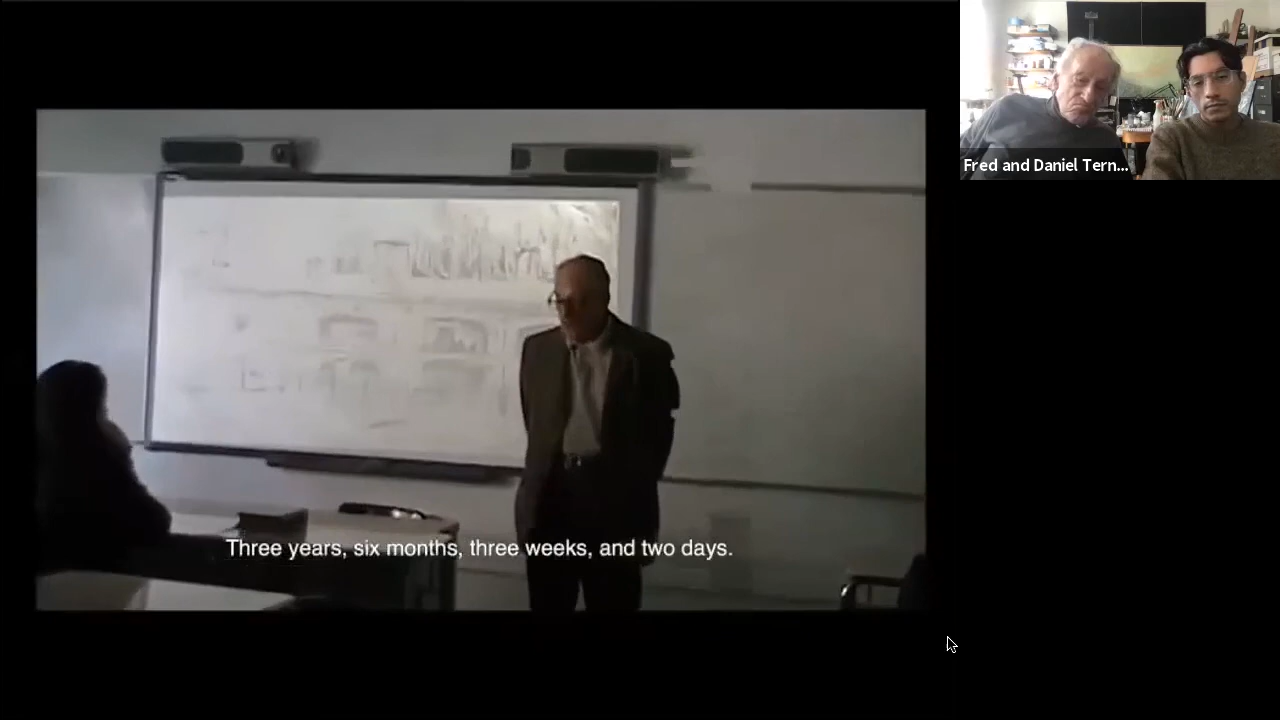 Fred and Daniel Tern...
Three years, six months, three weeks, and two days.